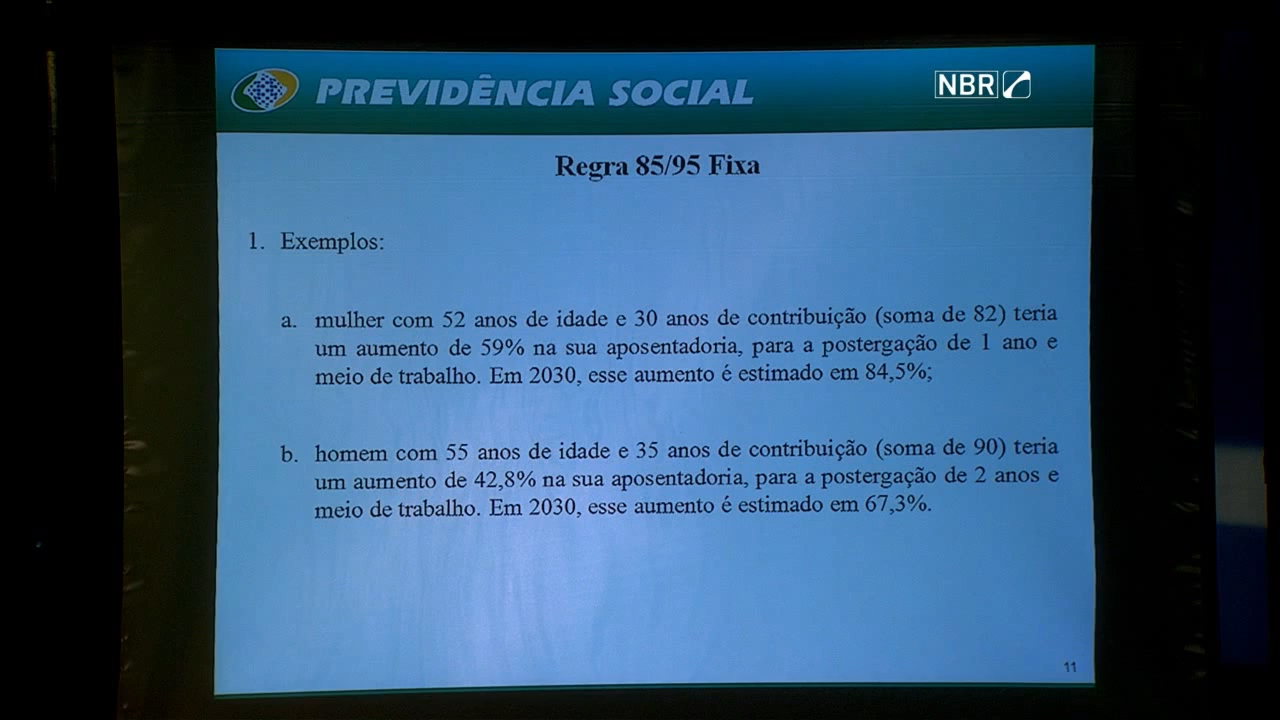 PREVIDÊNCIA SOCIAL
NBR
Regra 85/95 Fixa
1. Exemplos:
a. mulher com 52 anos de idade e 30 anos de contribuição (soma de 82) teria
um aumento de 59% na sua aposentadoria, para a postergação de 1 ano e
meio de trabalho. Em 2030, esse aumento é estimado em 84,5%;
b. homem com 55 anos de idade e 35 anos de contribuição (soma de 90) teria
um aumento de 42,8% na sua aposentadoria, para a postergação de 2 anos e
meio de trabalho. Em 2030, esse aumento é estimado em 67,3%.
11